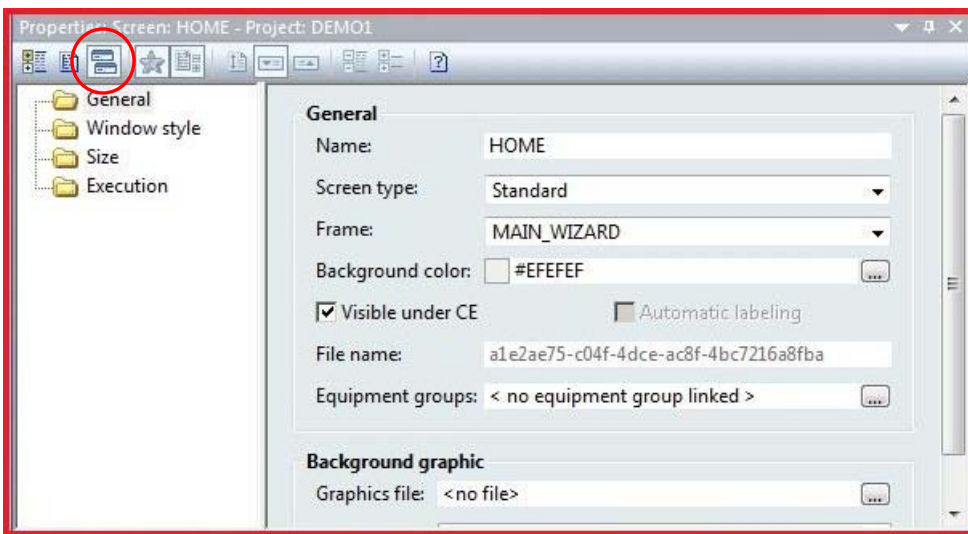 Properties: Screen: HOME - Project: DEMO1
General
Window style
Size
Execution
General
Name: HOME
Screen type: Standard
Frame: MAIN_WIZARD
Background color: #EFEFEF ...
Visible under CE Automatic labeling
File name: a1e2ae75-c04f-4dce-ac8f-4bc7216a8fba
Equipment groups: < no equipment group linked > ...
Background graphic
Graphics file: <no file> ...